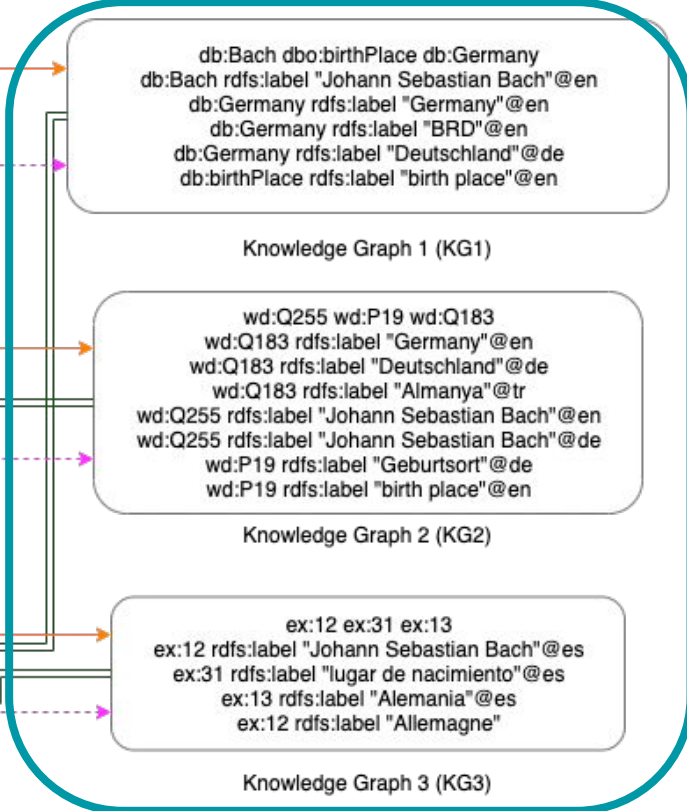 db:Bach dbo:birthPlace db:Germany
db:Bach rdfs:label "Johann Sebastian Bach"@en
db:Germany rdfs:label "Germany"@en
db:Germany rdfs:label "BRD"@en
db:Germany rdfs:label "Deutschland"@de
db:birthPlace rdfs:label "birth place"@en
Knowledge Graph 1 (KG1)
wd:Q255 wd:P19 wd:Q183
wd:Q183 rdfs:label "Germany"@en
wd:Q183 rdfs:label "Deutschland"@de
wd:Q183 rdfs:label "Almanya"@tr
wd:Q255 rdfs:label "Johann Sebastian Bach"@en
wd:Q255 rdfs:label "Johann Sebastian Bach"@de
wd:P19 rdfs:label "Geburtsort"@de
wd:P19 rdfs:label "birth place"@en
Knowledge Graph 2 (KG2)
ex:12 ex:31 ex:13
ex:12 rdfs:label "Johann Sebastian Bach"@es
ex:31 rdfs:label "lugar de nacimiento"@es
ex:13 rdfs:label "Alemania"@es
ex:12 rdfs:label "Allemagne"
Knowledge Graph 3 (KG3)